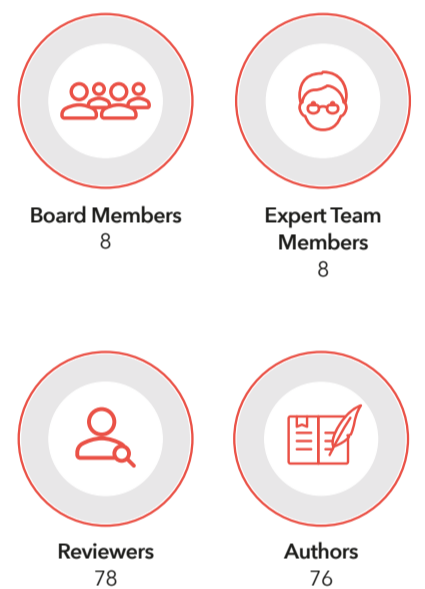 Board Members
8
Expert Team
Members
8
Reviewers
78
Authors
76